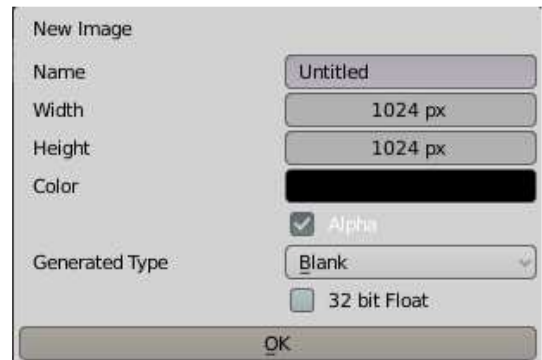 New Image
Name Untitled
Width 1024 px
Height 1024 px
Color
Alpha
Generated Type Blank
32 bit Float
OK